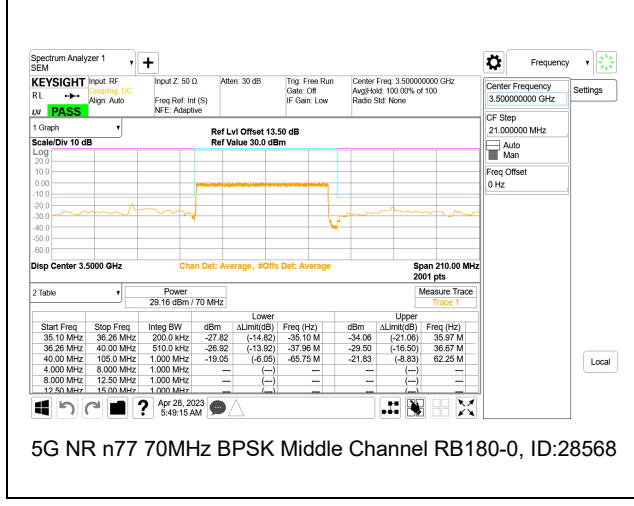 Spectrum Analyzer 1
SEM
+
Frequency
KEYSIGHT Input: RF Input Z: 50 Ω Atten: 30 dB Trig: Free Run Center Freq: 3.500000000 GHz
RL Coupling: DC Gate: Off Avg|Hold: 100.00% of 100
Align: Auto Freq Ref: Int (S) IF Gain: Low Radio Std: None
LXI PASS NFE: Adaptive
Center Frequency
3.500000000 GHz
Settings
CF Step
21.000000 MHz
Auto
Man
Freq Offset
0 Hz
1 Graph
Ref Lvl Offset 13.50 dB
Scale/Div 10 dB Ref Value 30.0 dBm
Log
20.0
10.0
0.00
-10.0
-20.0
-30.0
-40.0
-50.0
-60.0
Disp Center 3.5000 GHz Chan Det: Average, #Offs Det: Average Span 210.00 MHz
2001 pts
2 Table Power Measure Trace
29.16 dBm / 70 MHz Trace 1
Lower Upper
Start Freq Stop Freq Integ BW dBm ΔLimit(dB) Freq (Hz) dBm ΔLimit(dB) Freq (Hz)
35.10 MHz 36.26 MHz 200.0 kHz -27.82 (-14.82) -35.10 M -34.06 (-21.06) 35.97 M
36.26 MHz 40.00 MHz 510.0 kHz -26.92 (-13.92) -37.96 M -29.50 (-16.50) 36.67 M
40.00 MHz 105.0 MHz 1.000 MHz -19.05 (-6.05) -65.75 M -21.83 (-8.83) 62.25 M
4.000 MHz 8.000 MHz 1.000 MHz --- (---) --- (---)
8.000 MHz 12.50 MHz 1.000 MHz --- (---) --- (---)
12.50 MHz 15.00 MHz 1.000 MHz --- (---) --- (---)
Local
? Apr 28, 2023
5:49:15 AM
5G NR n77 70MHz BPSK Middle Channel RB180-0, ID:28568